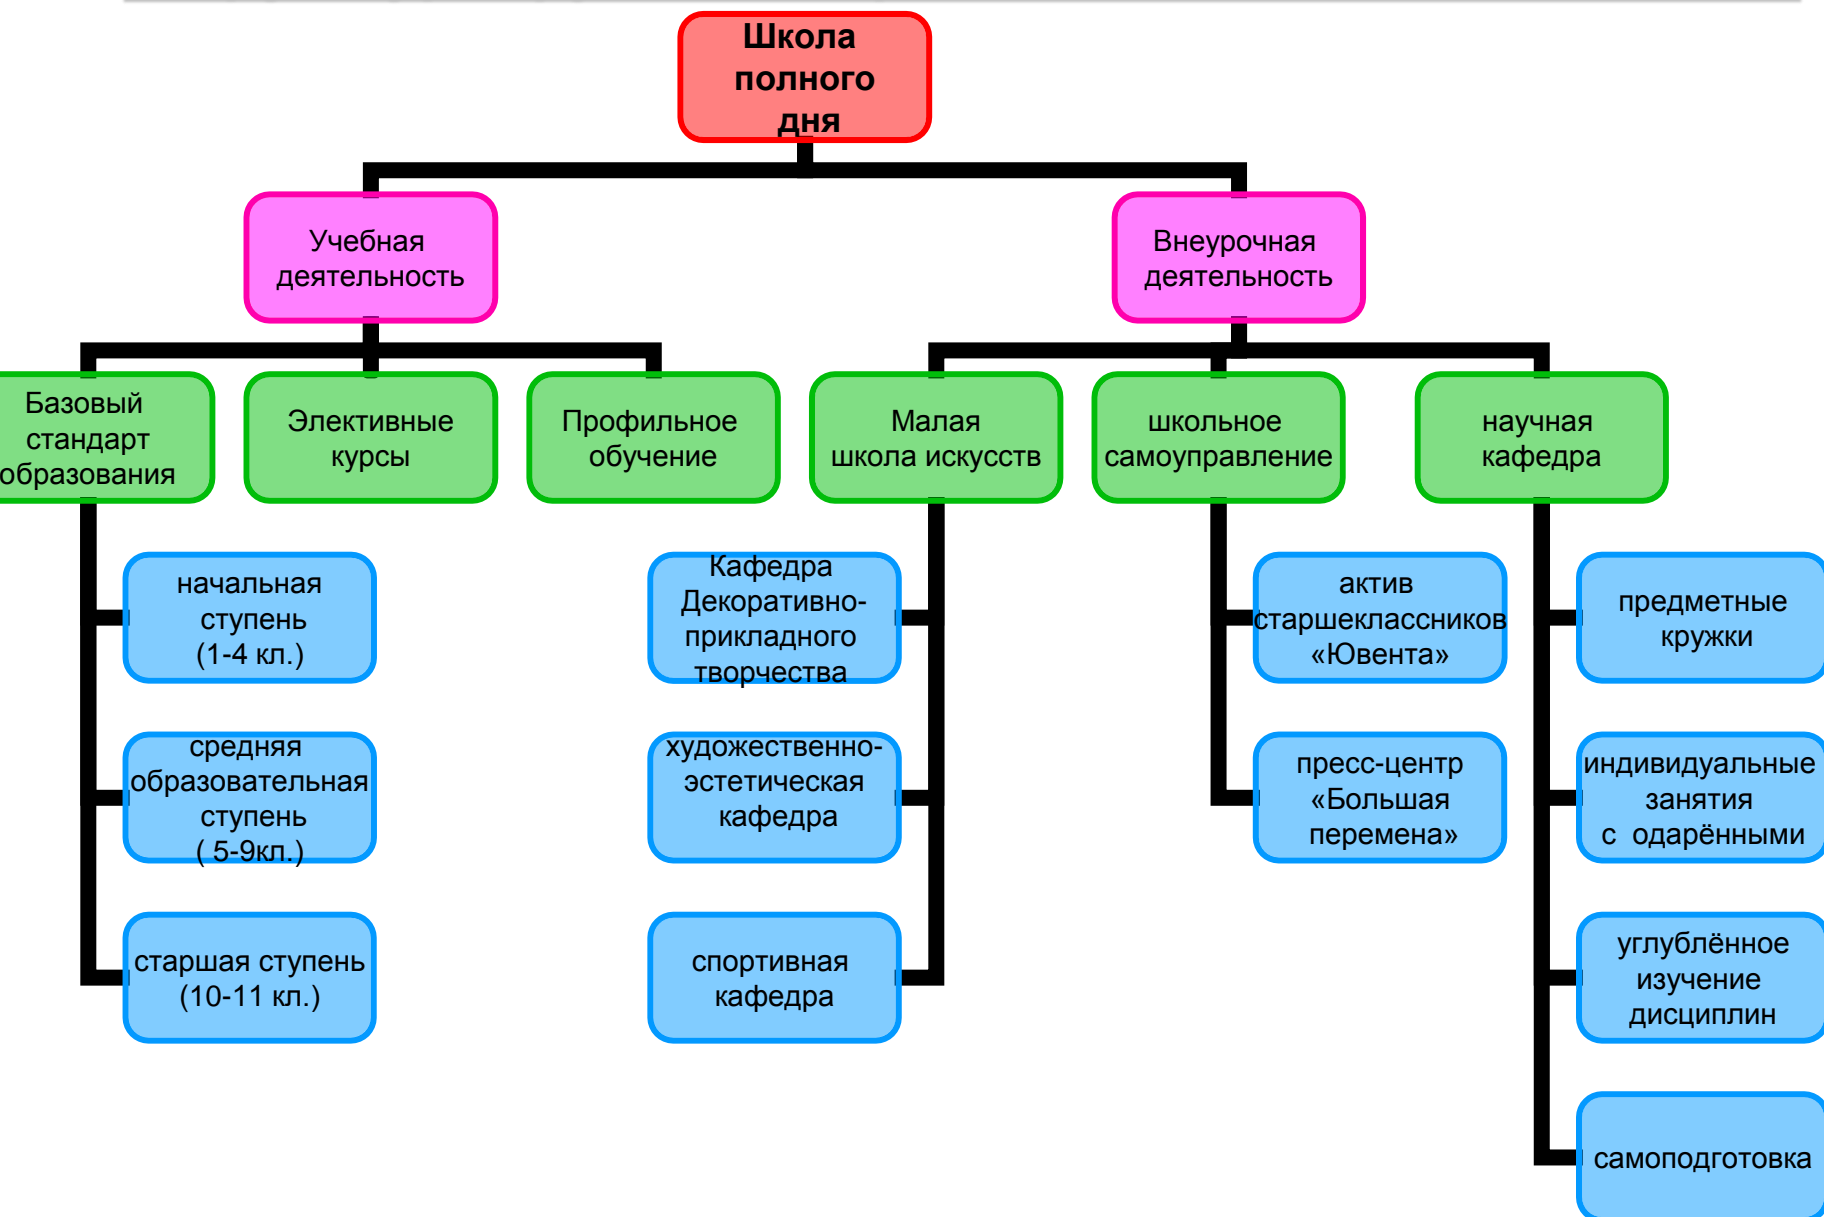 Школа
полного
дня
Учебная
деятельность
Внеурочная
деятельность
Базовый
стандарт
образования
Элективные
курсы
Профильное
обучение
Малая
школа искусств
школьное
самоуправление
научная
кафедра
начальная
ступень
(1-4 кл.)
средняя
образовательная
ступень
( 5-9кл.)
старшая ступень
(10-11 кл.)
Кафедра
Декоративно-
прикладного
творчества
художественно-
эстетическая
кафедра
спортивная
кафедра
актив
старшеклассников
«Ювента»
пресс-центр
«Большая
перемена»
предметные
кружки
индивидуальные
занятия
с  одарёнными
углублённое
изучение
дисциплин
самоподготовка